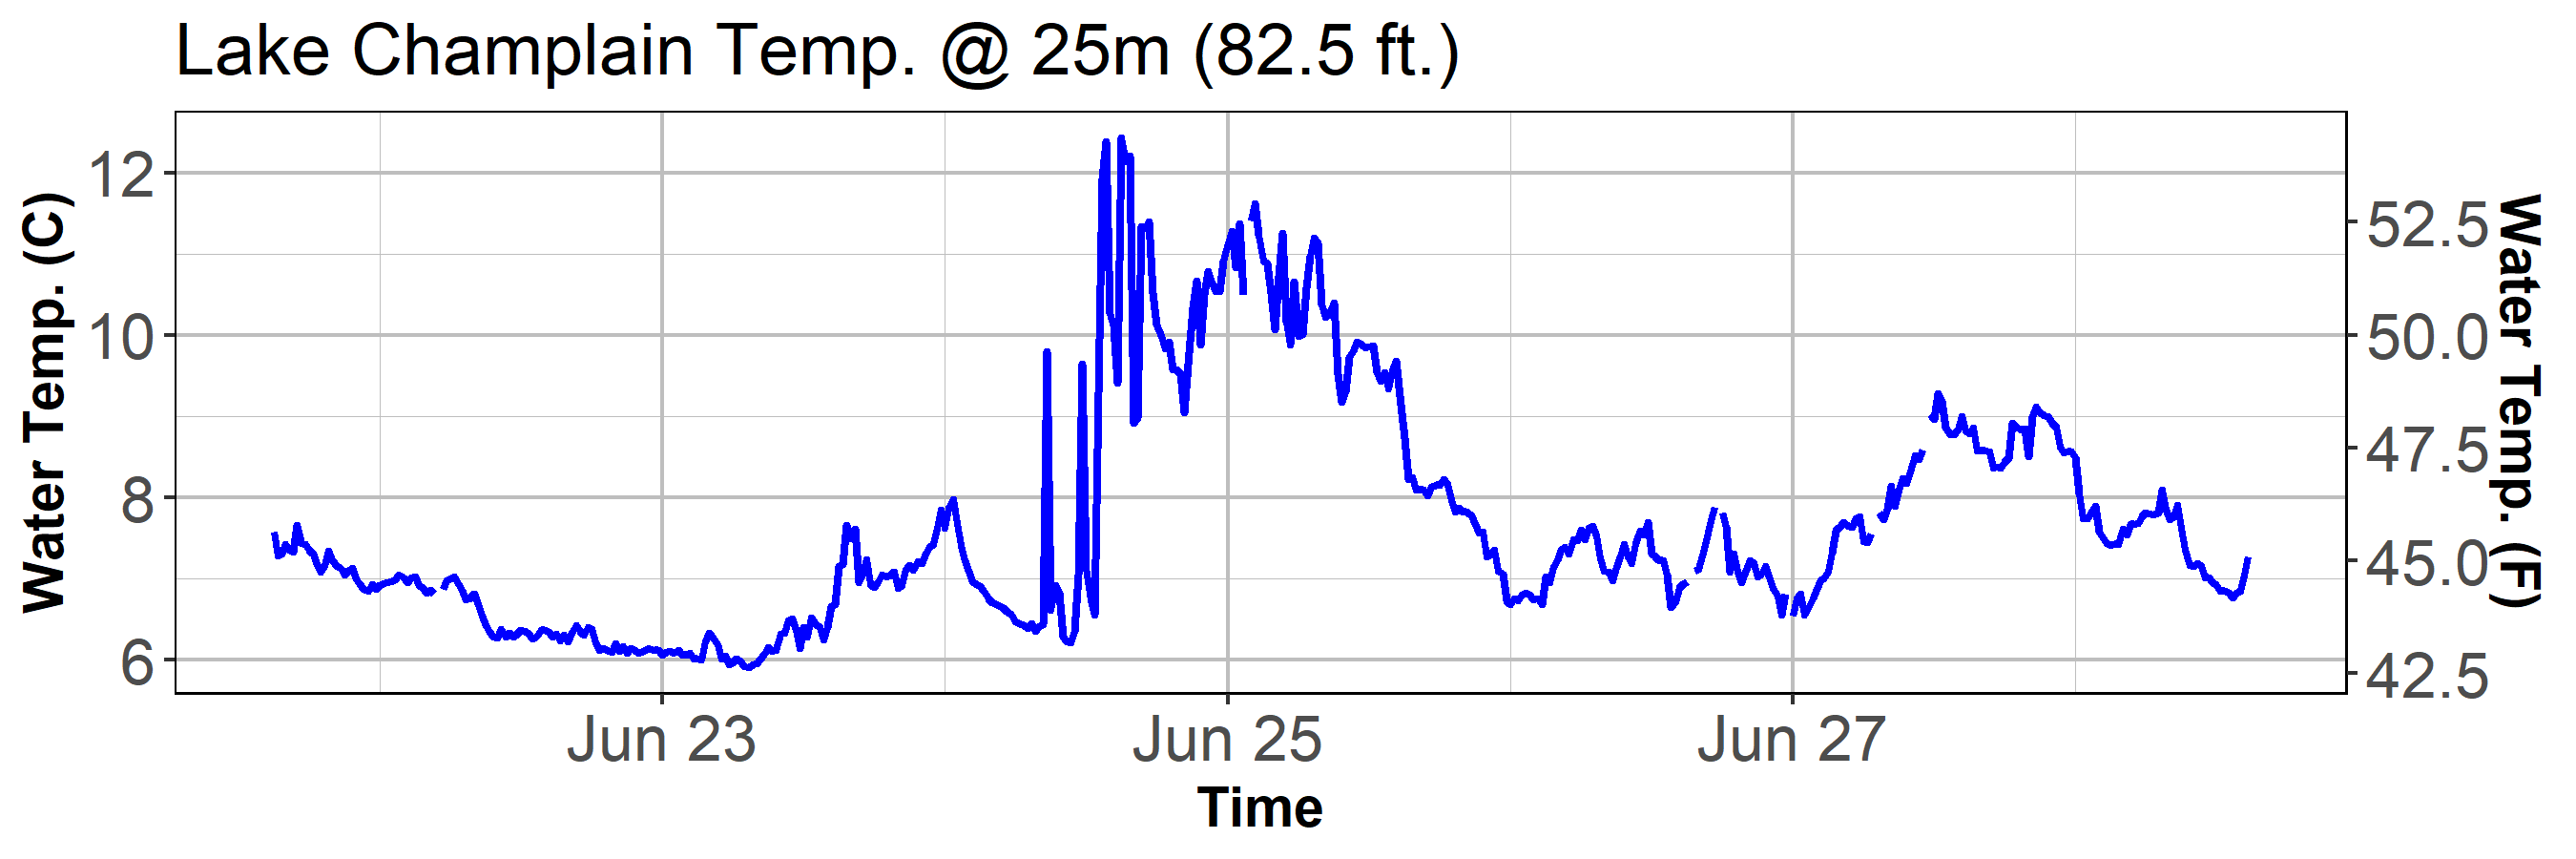 Lake Champlain Temp. @ 25m (82.5 ft.)
Water Temp. (C)
12
10
8
6
52.5
50.0
47.5
45.0
42.5
Water Temp. (F)
Jun 23 Jun 25 Jun 27
Time